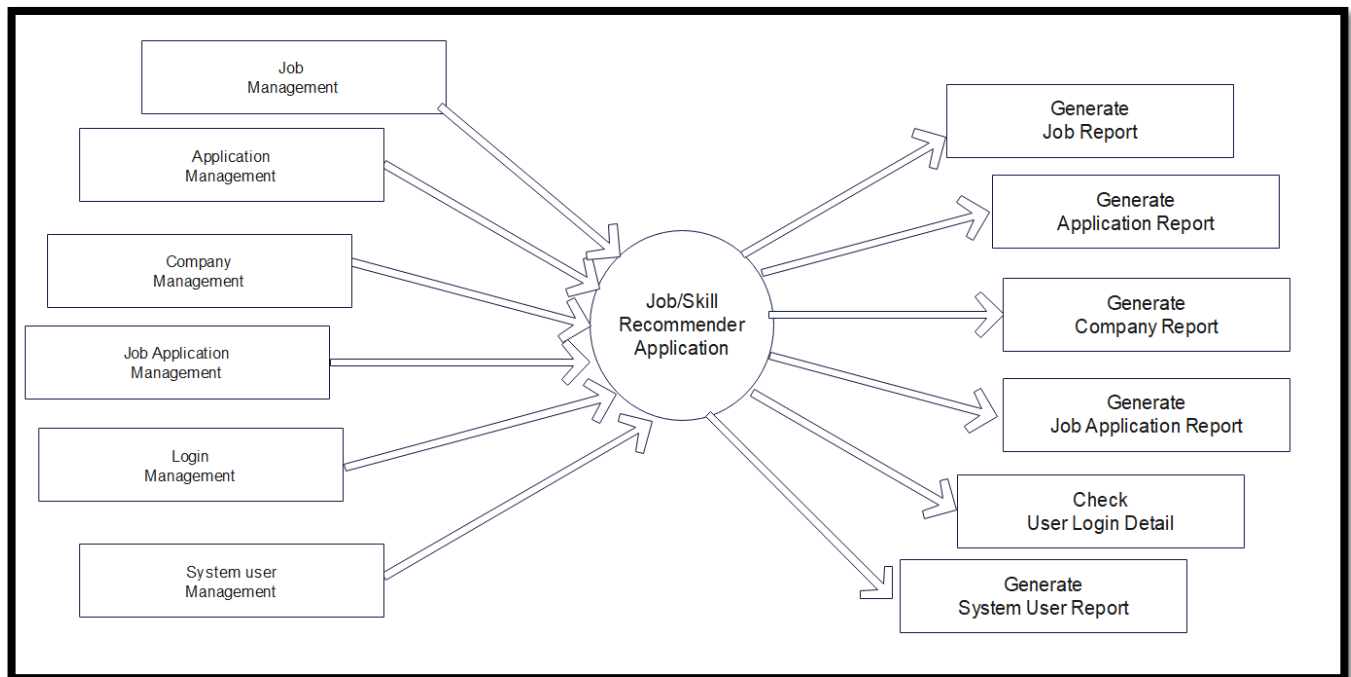 Job
Management
Application
Management
Company
Management
Job Application
Management
Login
Management
System user
Management
Job/Skill
Recommender
Application
Generate
Job Report
Generate
Application Report
Generate
Company Report
Generate
Job Application Report
Check
User Login Detail
Generate
System User Report